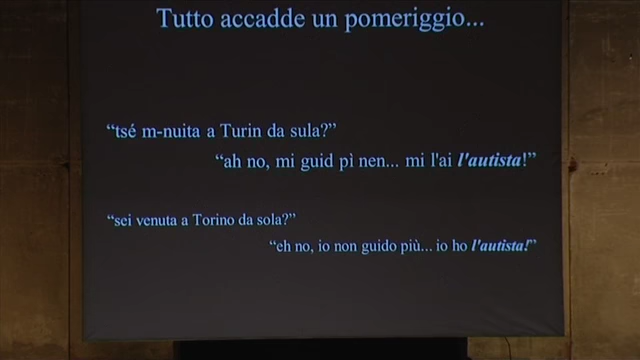 Tutto accadde un pomeriggio...
“tsé m-nuita a Turin da sula?”
“ah no, mi guid pì nen... mi l'ai l'autista!”
“sei venuta a Torino da sola?”
“eh no, io non guido più... io ho l'autista!”